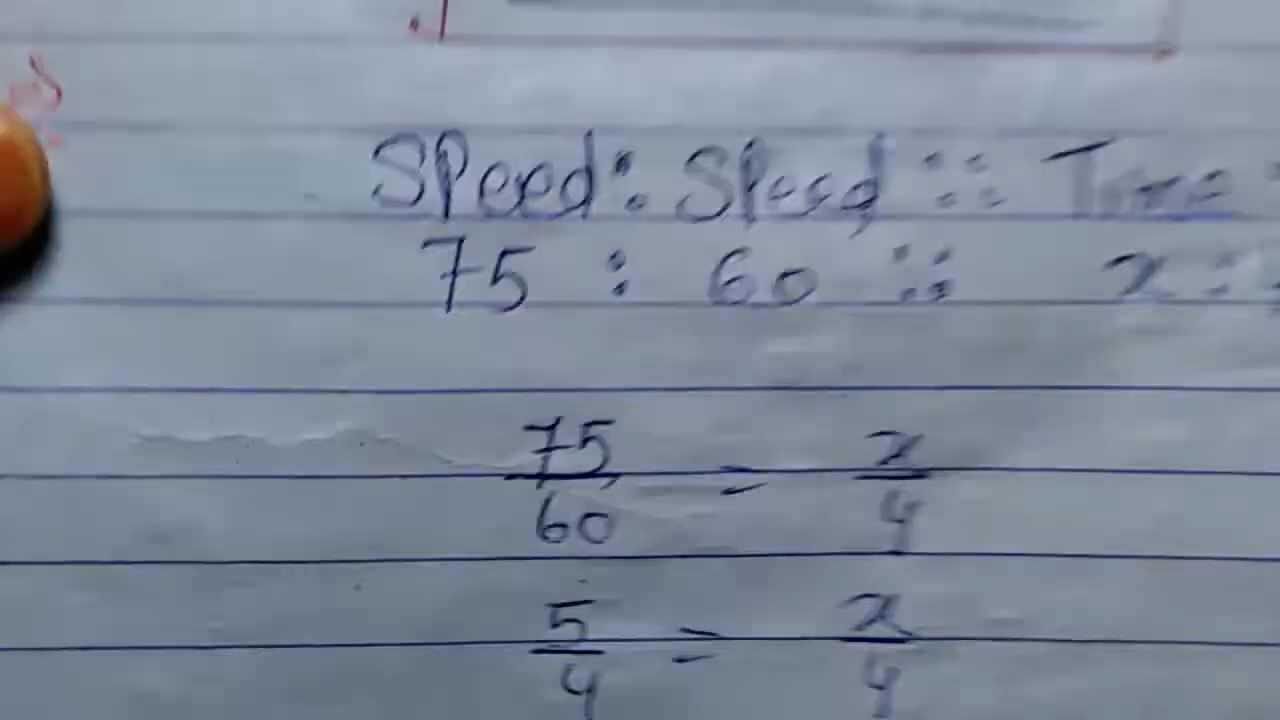 Speed : Speed :: Time :
75 : 60 :: x :
75/60 = x/4
5/4 = x/4